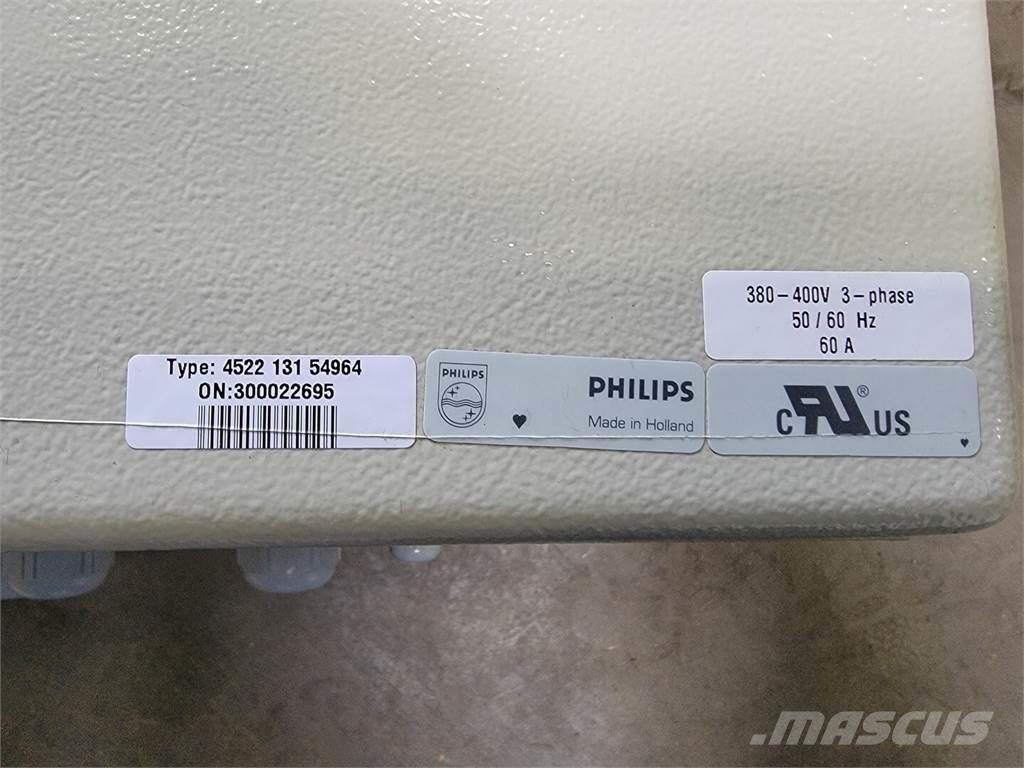 380-400V 3-phase
50 / 60 Hz
60 A
Type: 4522 131 54964
ON:300022695
PHILIPS
PHILIPS
Made in Holland
C RU ® US
MASCUS